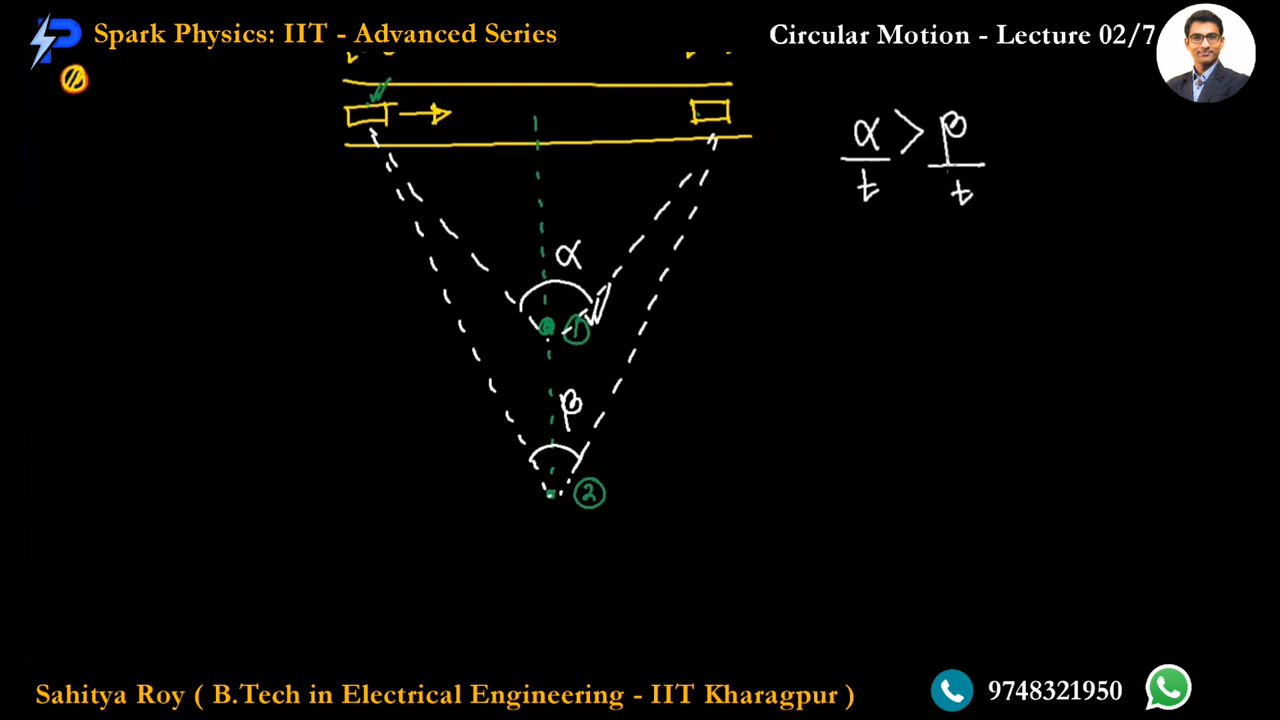 Spark Physics: IIT - Advanced Series
Circular Motion - Lecture 02/7
α > β
t t
α
1
β
2
Sahitya Roy ( B.Tech in Electrical Engineering - IIT Kharagpur )
9748321950